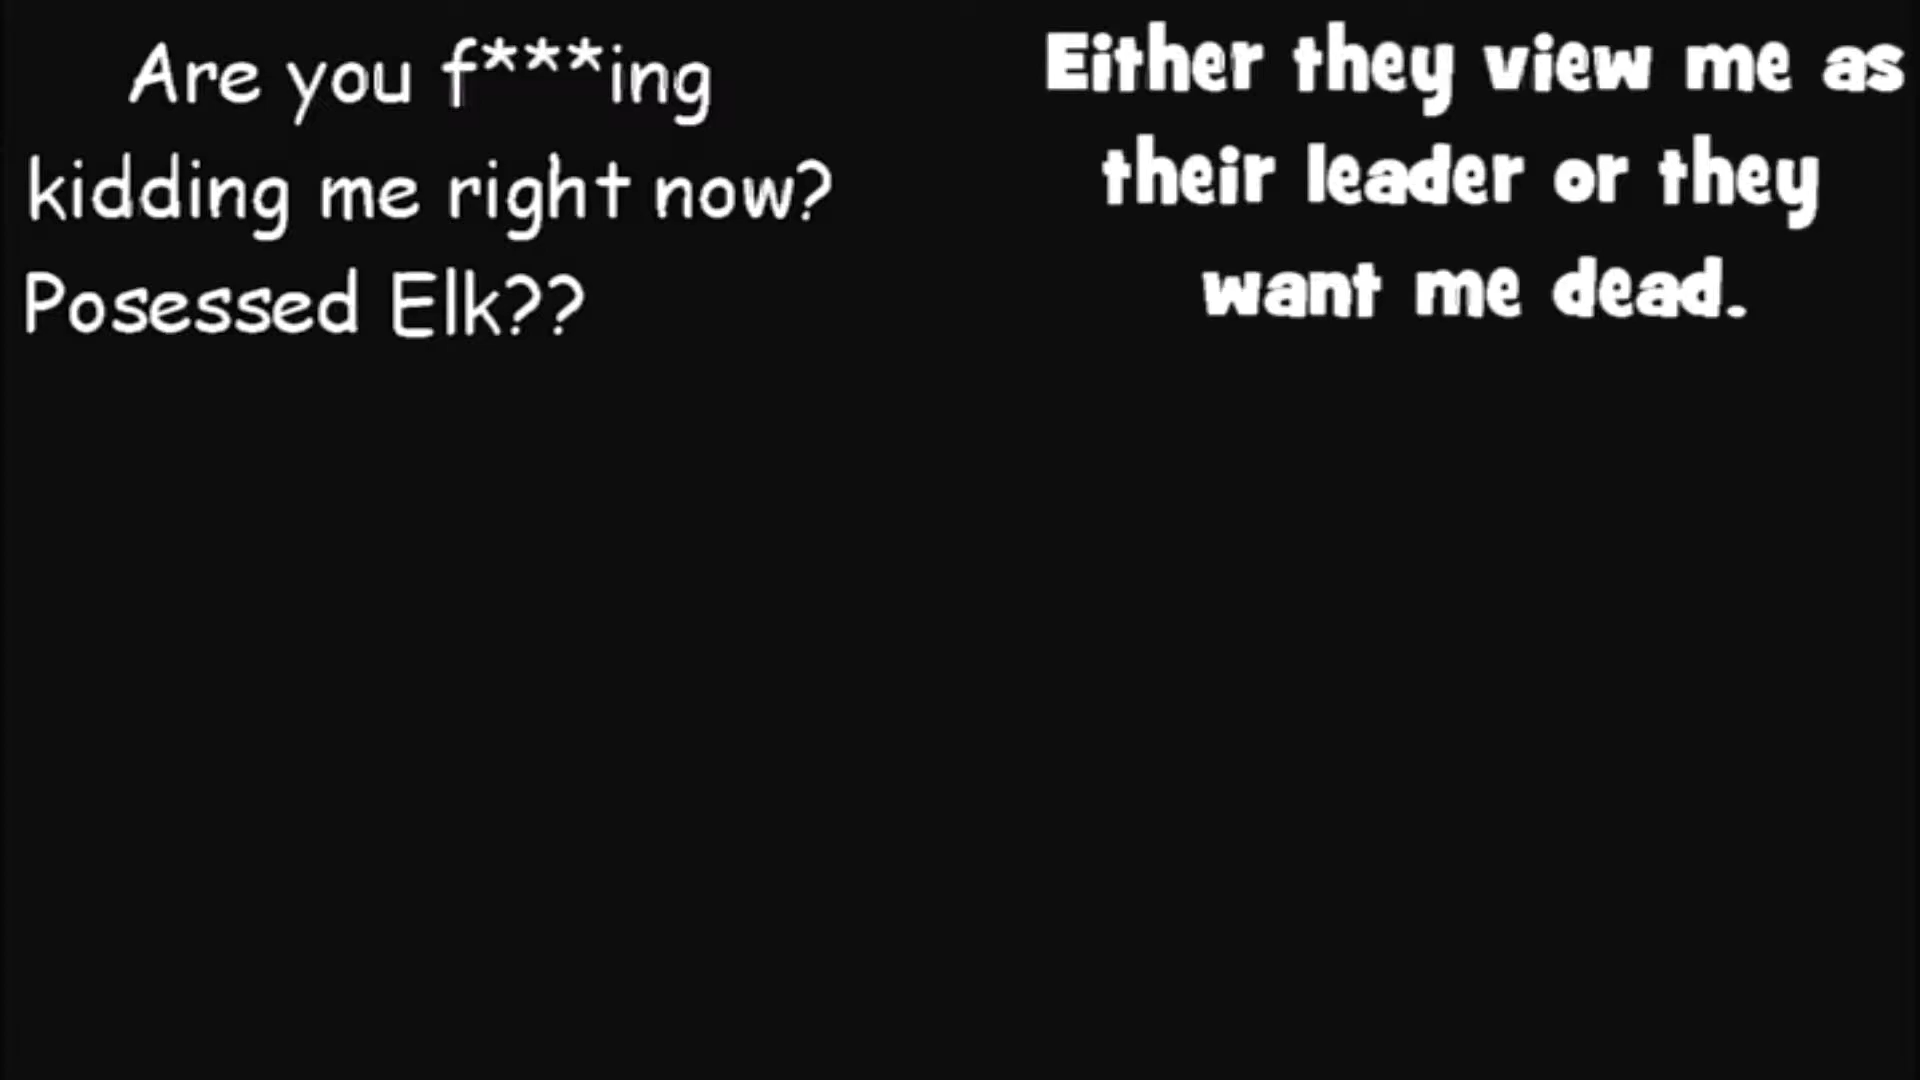 Are you f***ing
kidding me right now?
Posessed Elk??
Either they view me as
their leader or they
want me dead.